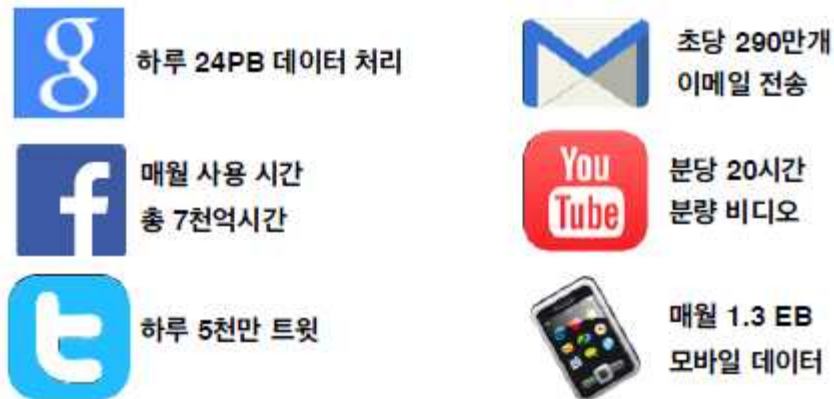 g
하루 24PB 데이터 처리
초당 290만개
이메일 전송
f
매월 사용 시간
총 7천억시간
You
Tube
분당 20시간
분량 비디오
t
하루 5천만 트윗
매월 1.3 EB
모바일 데이터